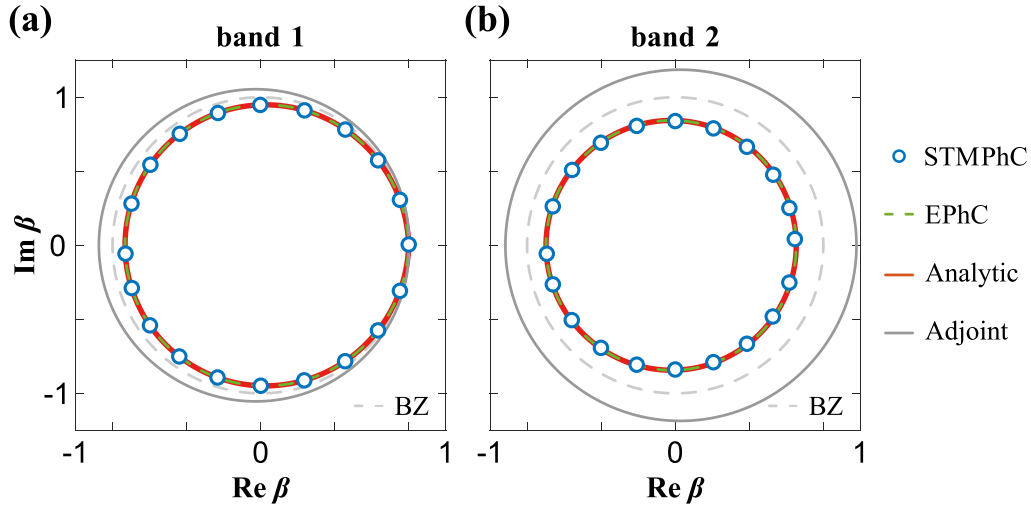 (a)
band 1
(b)
band 2
1
0
-1
Im β
-1
0
1
Re β
BZ
-1
0
1
Re β
BZ
STMPhC
EPhC
Analytic
Adjoint